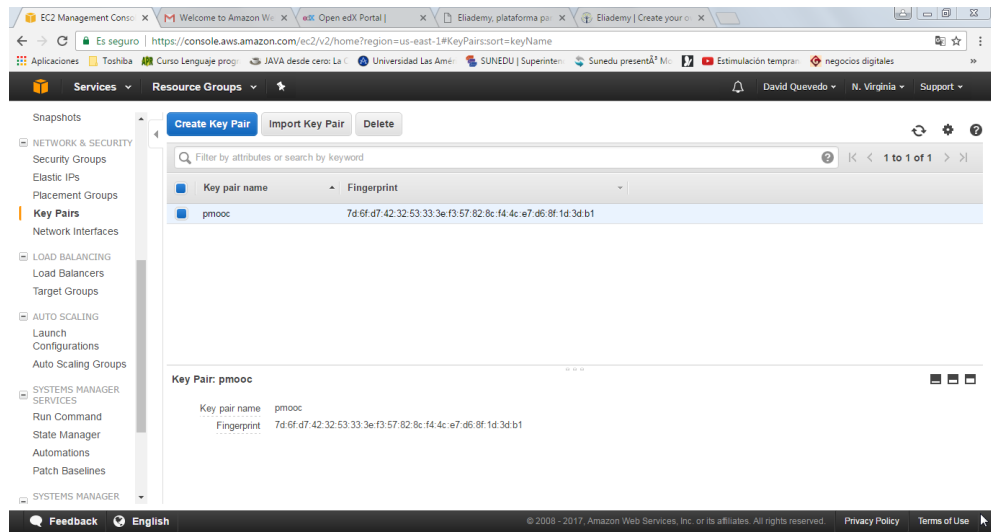 EC2 Management Conso
Welcome to Amazon We
Open edX Portal |
Eliademy, plataforma par
Eliademy | Create your o
Es seguro | https://console.aws.amazon.com/ec2/v2/home?region=us-east-1#KeyPairs:sort=keyName
Aplicaciones Toshiba Curso Lenguaje progr JAVA desde cero: La C Universidad Las Amér SUNEDU | Superinten Sunedu presentÃ³ Mo Estimulación tempran negocios digitales »
Services Resource Groups David Quevedo N. Virginia Support
Snapshots
NETWORK & SECURITY
Security Groups
Elastic IPs
Placement Groups
Key Pairs
Network Interfaces
LOAD BALANCING
Load Balancers
Target Groups
AUTO SCALING
Launch
Configurations
Auto Scaling Groups
SYSTEMS MANAGER
SERVICES
Run Command
State Manager
Automations
Patch Baselines
SYSTEMS MANAGER
Create Key Pair Import Key Pair Delete
Filter by attributes or search by keyword
1 to 1 of 1
Key pair name Fingerprint
pmooc 7d:6f:d7:42:32:53:33:3e:f3:57:82:8c:f4:4c:e7:d6:8f:1d:3d:b1
Key Pair: pmooc
Key pair name pmooc
Fingerprint 7d:6f:d7:42:32:53:33:3e:f3:57:82:8c:f4:4c:e7:d6:8f:1d:3d:b1
Feedback English © 2008 - 2017, Amazon Web Services, Inc. or its affiliates. All rights reserved. Privacy Policy Terms of Use